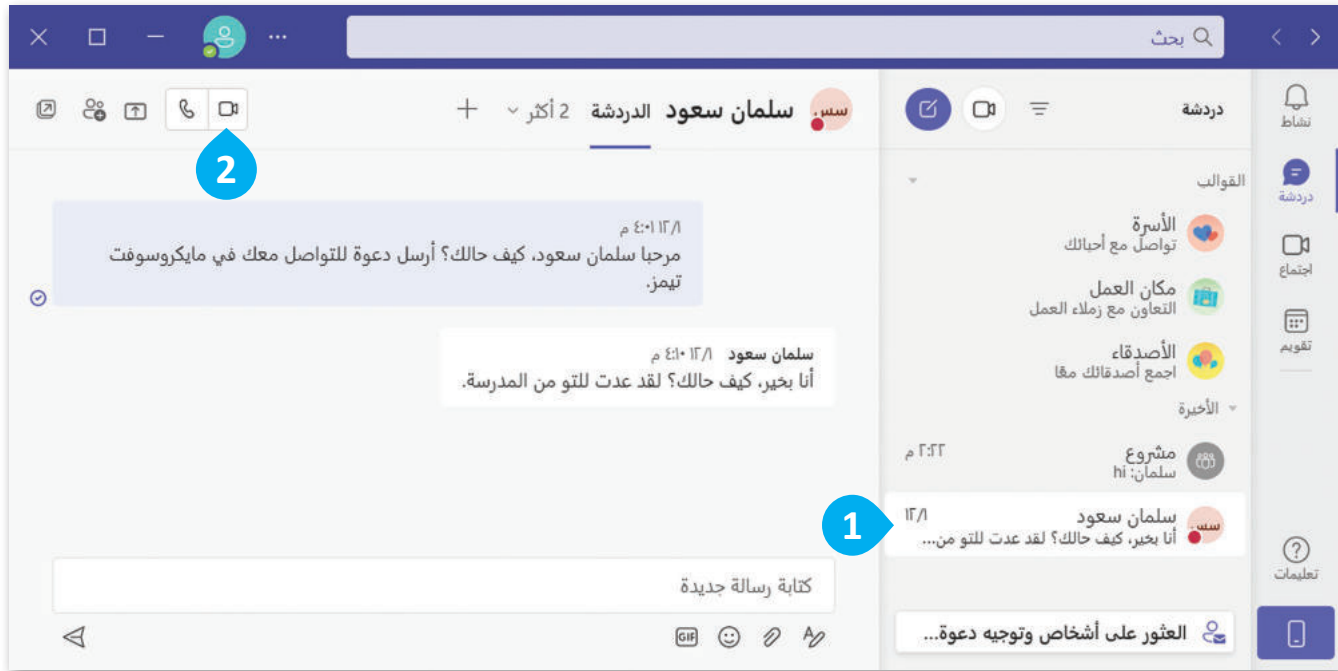 بحث
نشاط
دردشة
اجتماع
تقويم
تعليمات
دردشة
القوالب
الأسرة
تواصل مع أحبائك
مكان العمل
التعاون مع زملاء العمل
الأصدقاء
اجمع أصدقائك معًا
الأخيرة
مشروع ٢:٢٢ م
سلمان: hi
سلمان سعود ١٢/١
أنا بخير، كيف حالك؟ لقد عدت للتو من...
1
العثور على أشخاص وتوجيه دعوة...
سس سلمان سعود الدردشة 2 أكثر
2
١٢/١ ٤:٠١ م
مرحبا سلمان سعود، كيف حالك؟ أرسل دعوة للتواصل معك في مايكروسوفت
تيمز.
سلمان سعود ١٢/١ ٤:١٠ م
أنا بخير، كيف حالك؟ لقد عدت للتو من المدرسة.
كتابة رسالة جديدة
GIF